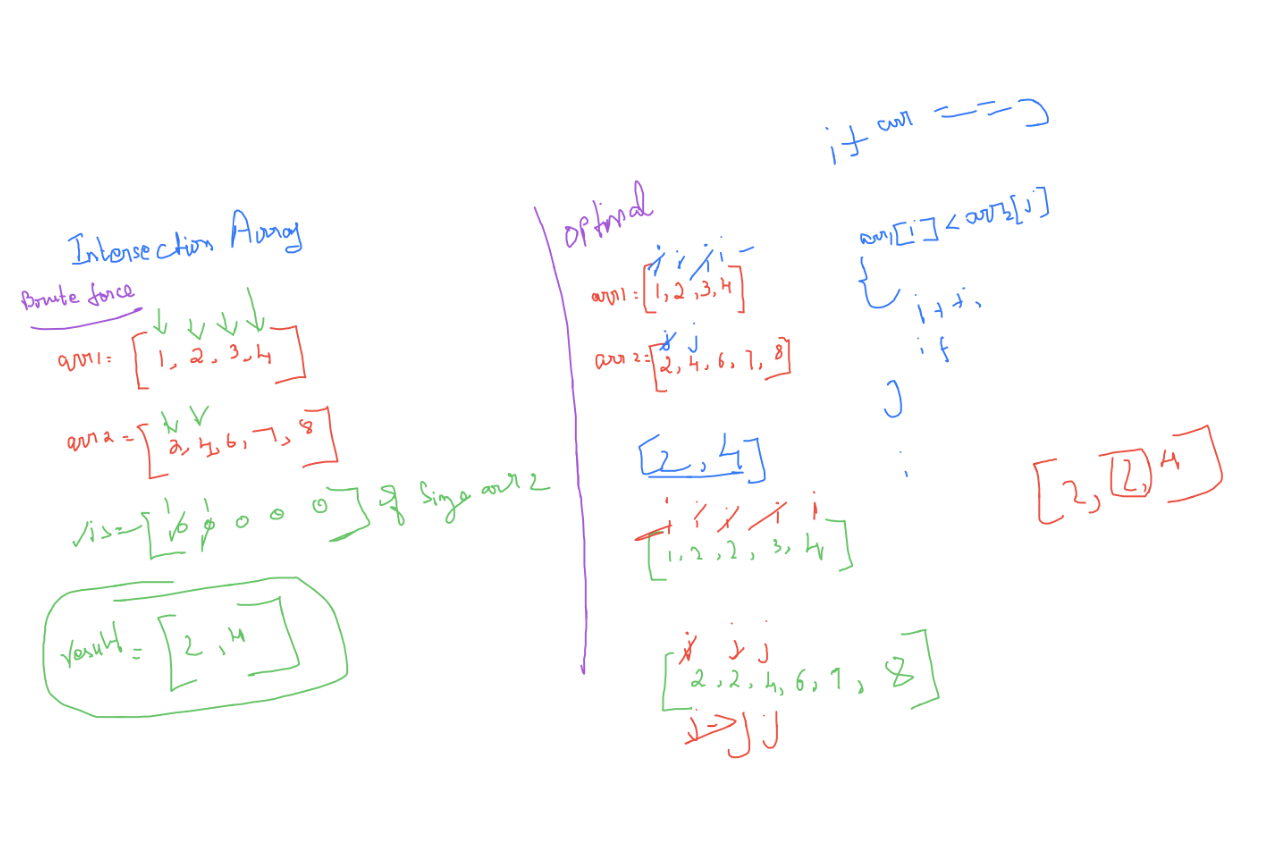 Intersection Array
Brute force
arr1= [1, 2, 3, 4]
arr2 = [2, 4, 6, 7, 8]
vis= [0 0 0 0 0] of size arr2
1 1
result = [2, 4]
optimal
i i i i
arr1= [1, 2, 3, 4]
j j
arr2= [2, 4, 6, 7, 8]
[2, 4]
i i i i i
[1, 2, 2, 3, 4]
j j j
[2, 2, 4, 6, 7, 8]
j j j
if arr ===
arr1[i] < arr2[j]
{
i++;
if
}
[2, 2, 4]